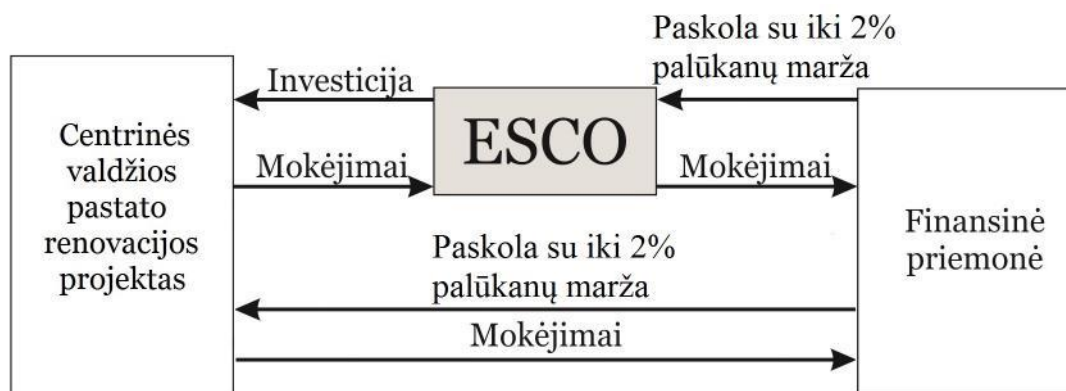 Paskola su iki 2%
palūkanų marža
Investicija
ESCO
Centrinės
valdžios
pastato
renovacijos
projektas
Mokėjimai
Mokėjimai
Finansinė
priemonė
Paskola su iki 2%
palūkanų marža
Mokėjimai